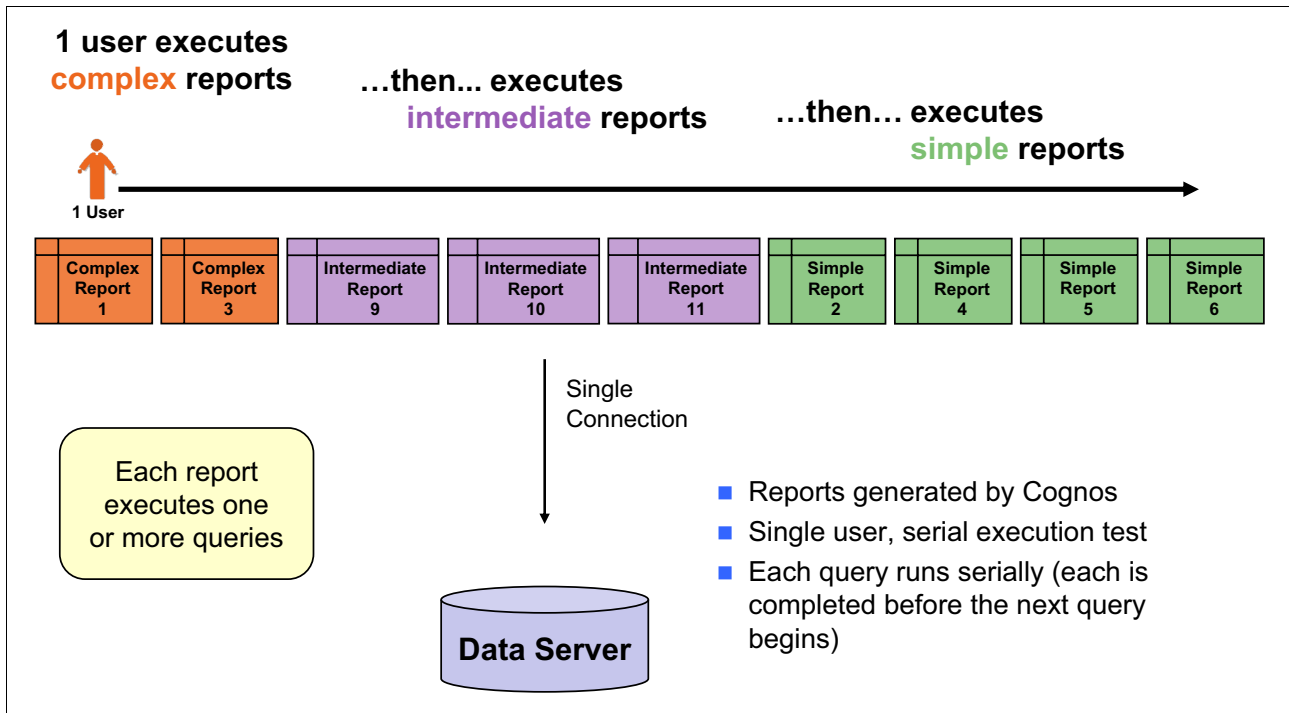 1 user executes
complex reports
…then... executes
intermediate reports
…then… executes
simple reports
1 User
Complex
Report
1
Complex
Report
3
Intermediate
Report
9
Intermediate
Report
10
Intermediate
Report
11
Simple
Report
2
Simple
Report
4
Simple
Report
5
Simple
Report
6
Single
Connection
Each report
executes one
or more queries
Reports generated by Cognos
Single user, serial execution test
Each query runs serially (each is
completed before the next query
begins)
Data Server